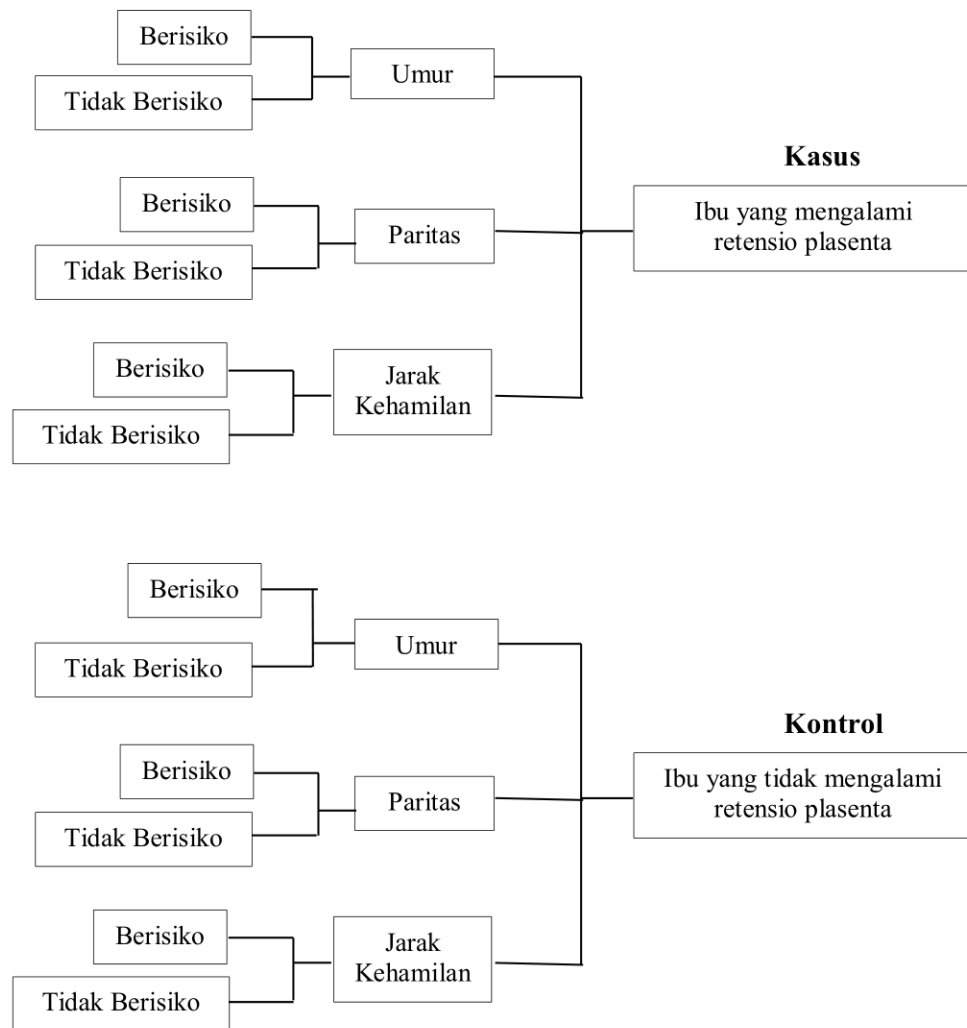 Berisiko
Umur
Tidak Berisiko
Kasus
Berisiko
Ibu yang mengalami
retensio plasenta
Paritas
Tidak Berisiko
Berisiko
Jarak
Kehamilan
Tidak Berisiko
Berisiko
Umur
Tidak Berisiko
Kontrol
Berisiko
Ibu yang tidak mengalami
retensio plasenta
Paritas
Tidak Berisiko
Berisiko
Jarak
Kehamilan
Tidak Berisiko